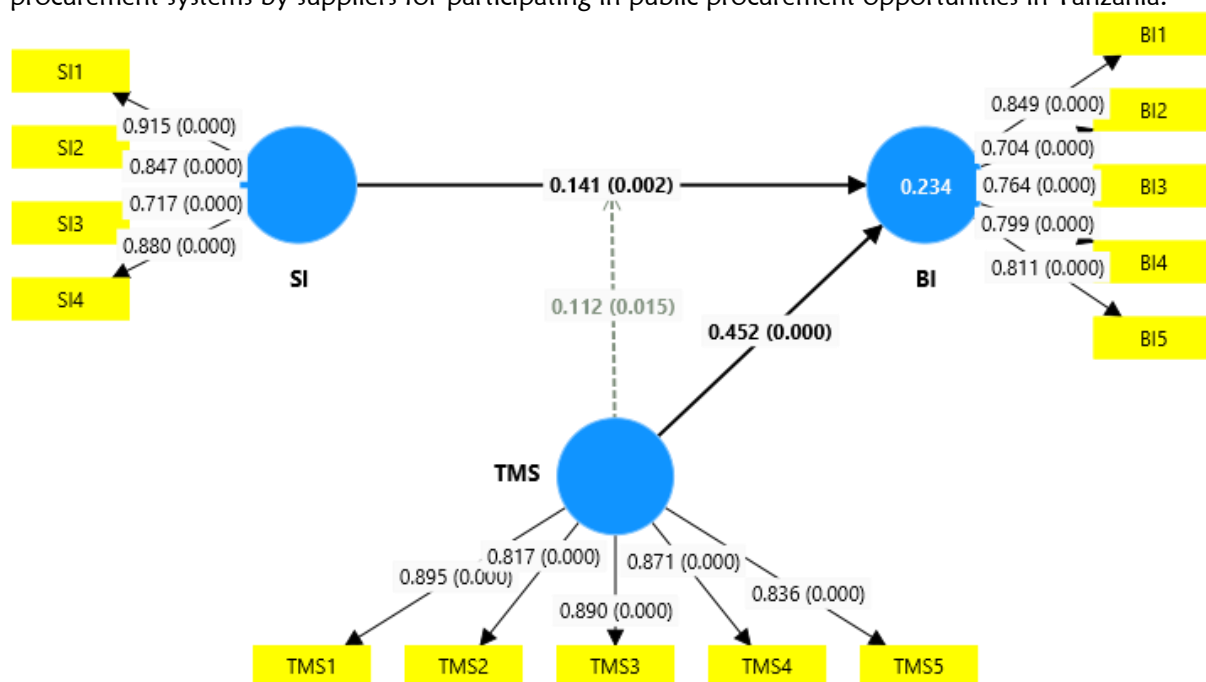 procurement systems by suppliers for participating in public procurement opportunities in Tanzania.
BI1
SI1
0.849 (0.000)
BI2
0.915 (0.000)
SI2
0.704 (0.000)
0.847 (0.000)
0.141 (0.002)
0.234
0.764 (0.000)
BI3
0.717 (0.000)
SI3
0.799 (0.000)
0.880 (0.000)
BI4
0.811 (0.000)
SI
BI
SI4
0.112 (0.015)
0.452 (0.000)
BI5
TMS
0.817 (0.000)
0.871 (0.000)
0.895 (0.000)
0.836 (0.000)
0.890 (0.000)
TMS1
TMS2
TMS3
TMS4
TMS5